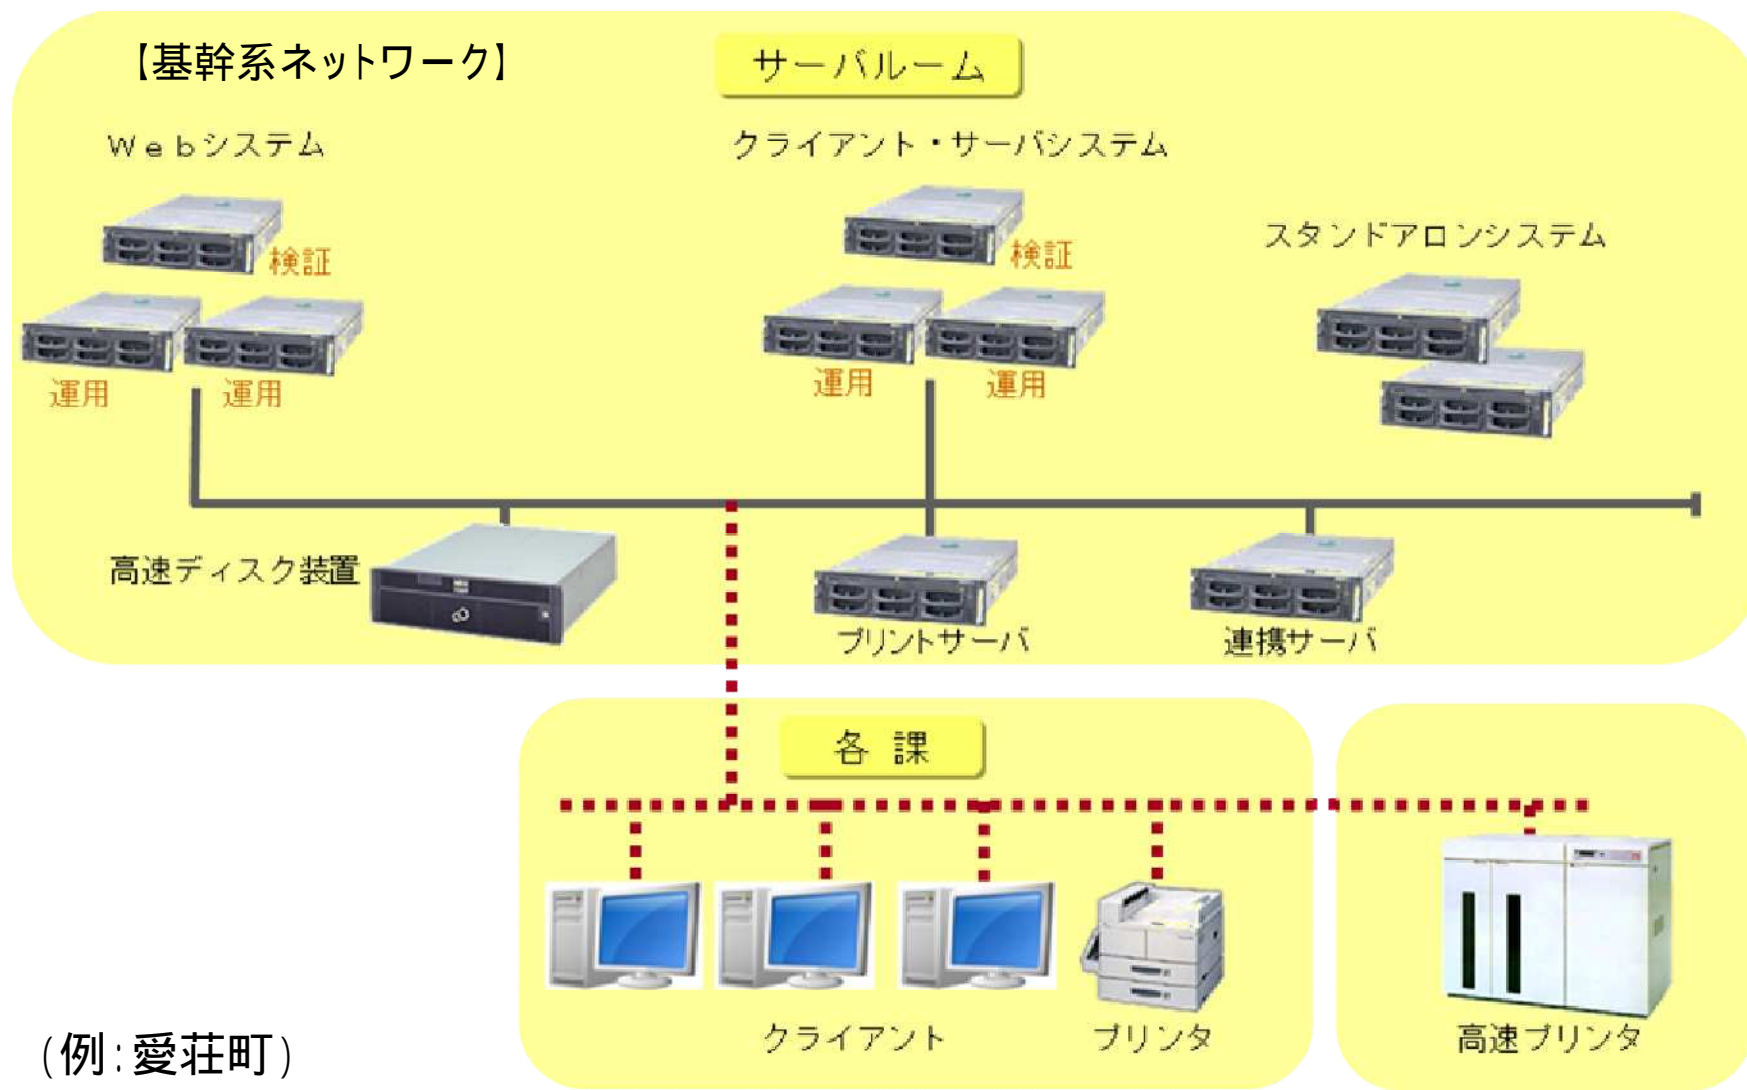 【基幹系ネットワーク】
サーバルーム
Ｗｅｂシステム
クライアント・サーバシステム
スタンドアロンシステム
検証
検証
運用
運用
運用
運用
高速ディスク装置
プリントサーバ
連携サーバ
各 課
クライアント
プリンタ
高速プリンタ
(例:愛荘町)